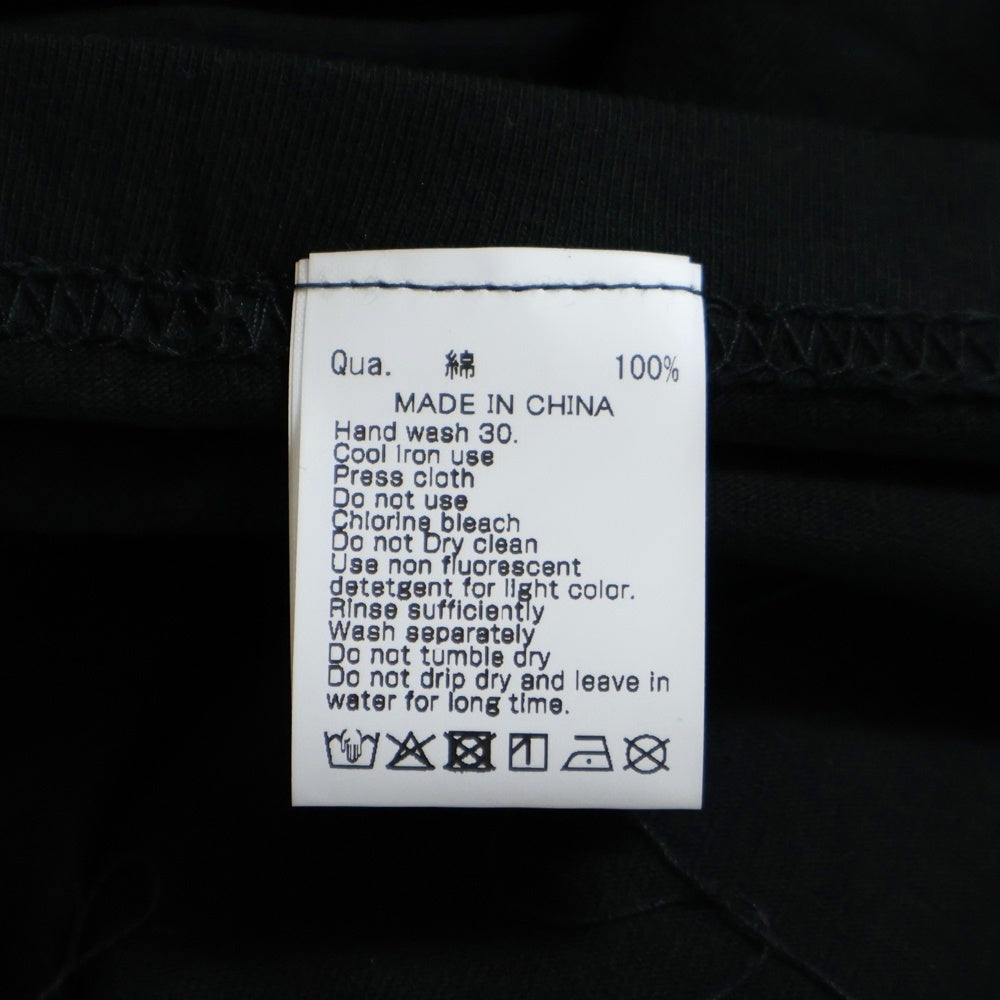 Qua. 綿 100%
MADE IN CHINA
Hand wash 30.
Cool Iron use
Press cloth
Do not use
Chlorine bleach
Do not Dry clean
Use non fluorescent
detetgent for light color.
Rinse sufficiently
Wash separately
Do not tumble dry
Do not drip dry and leave in
water for long time.